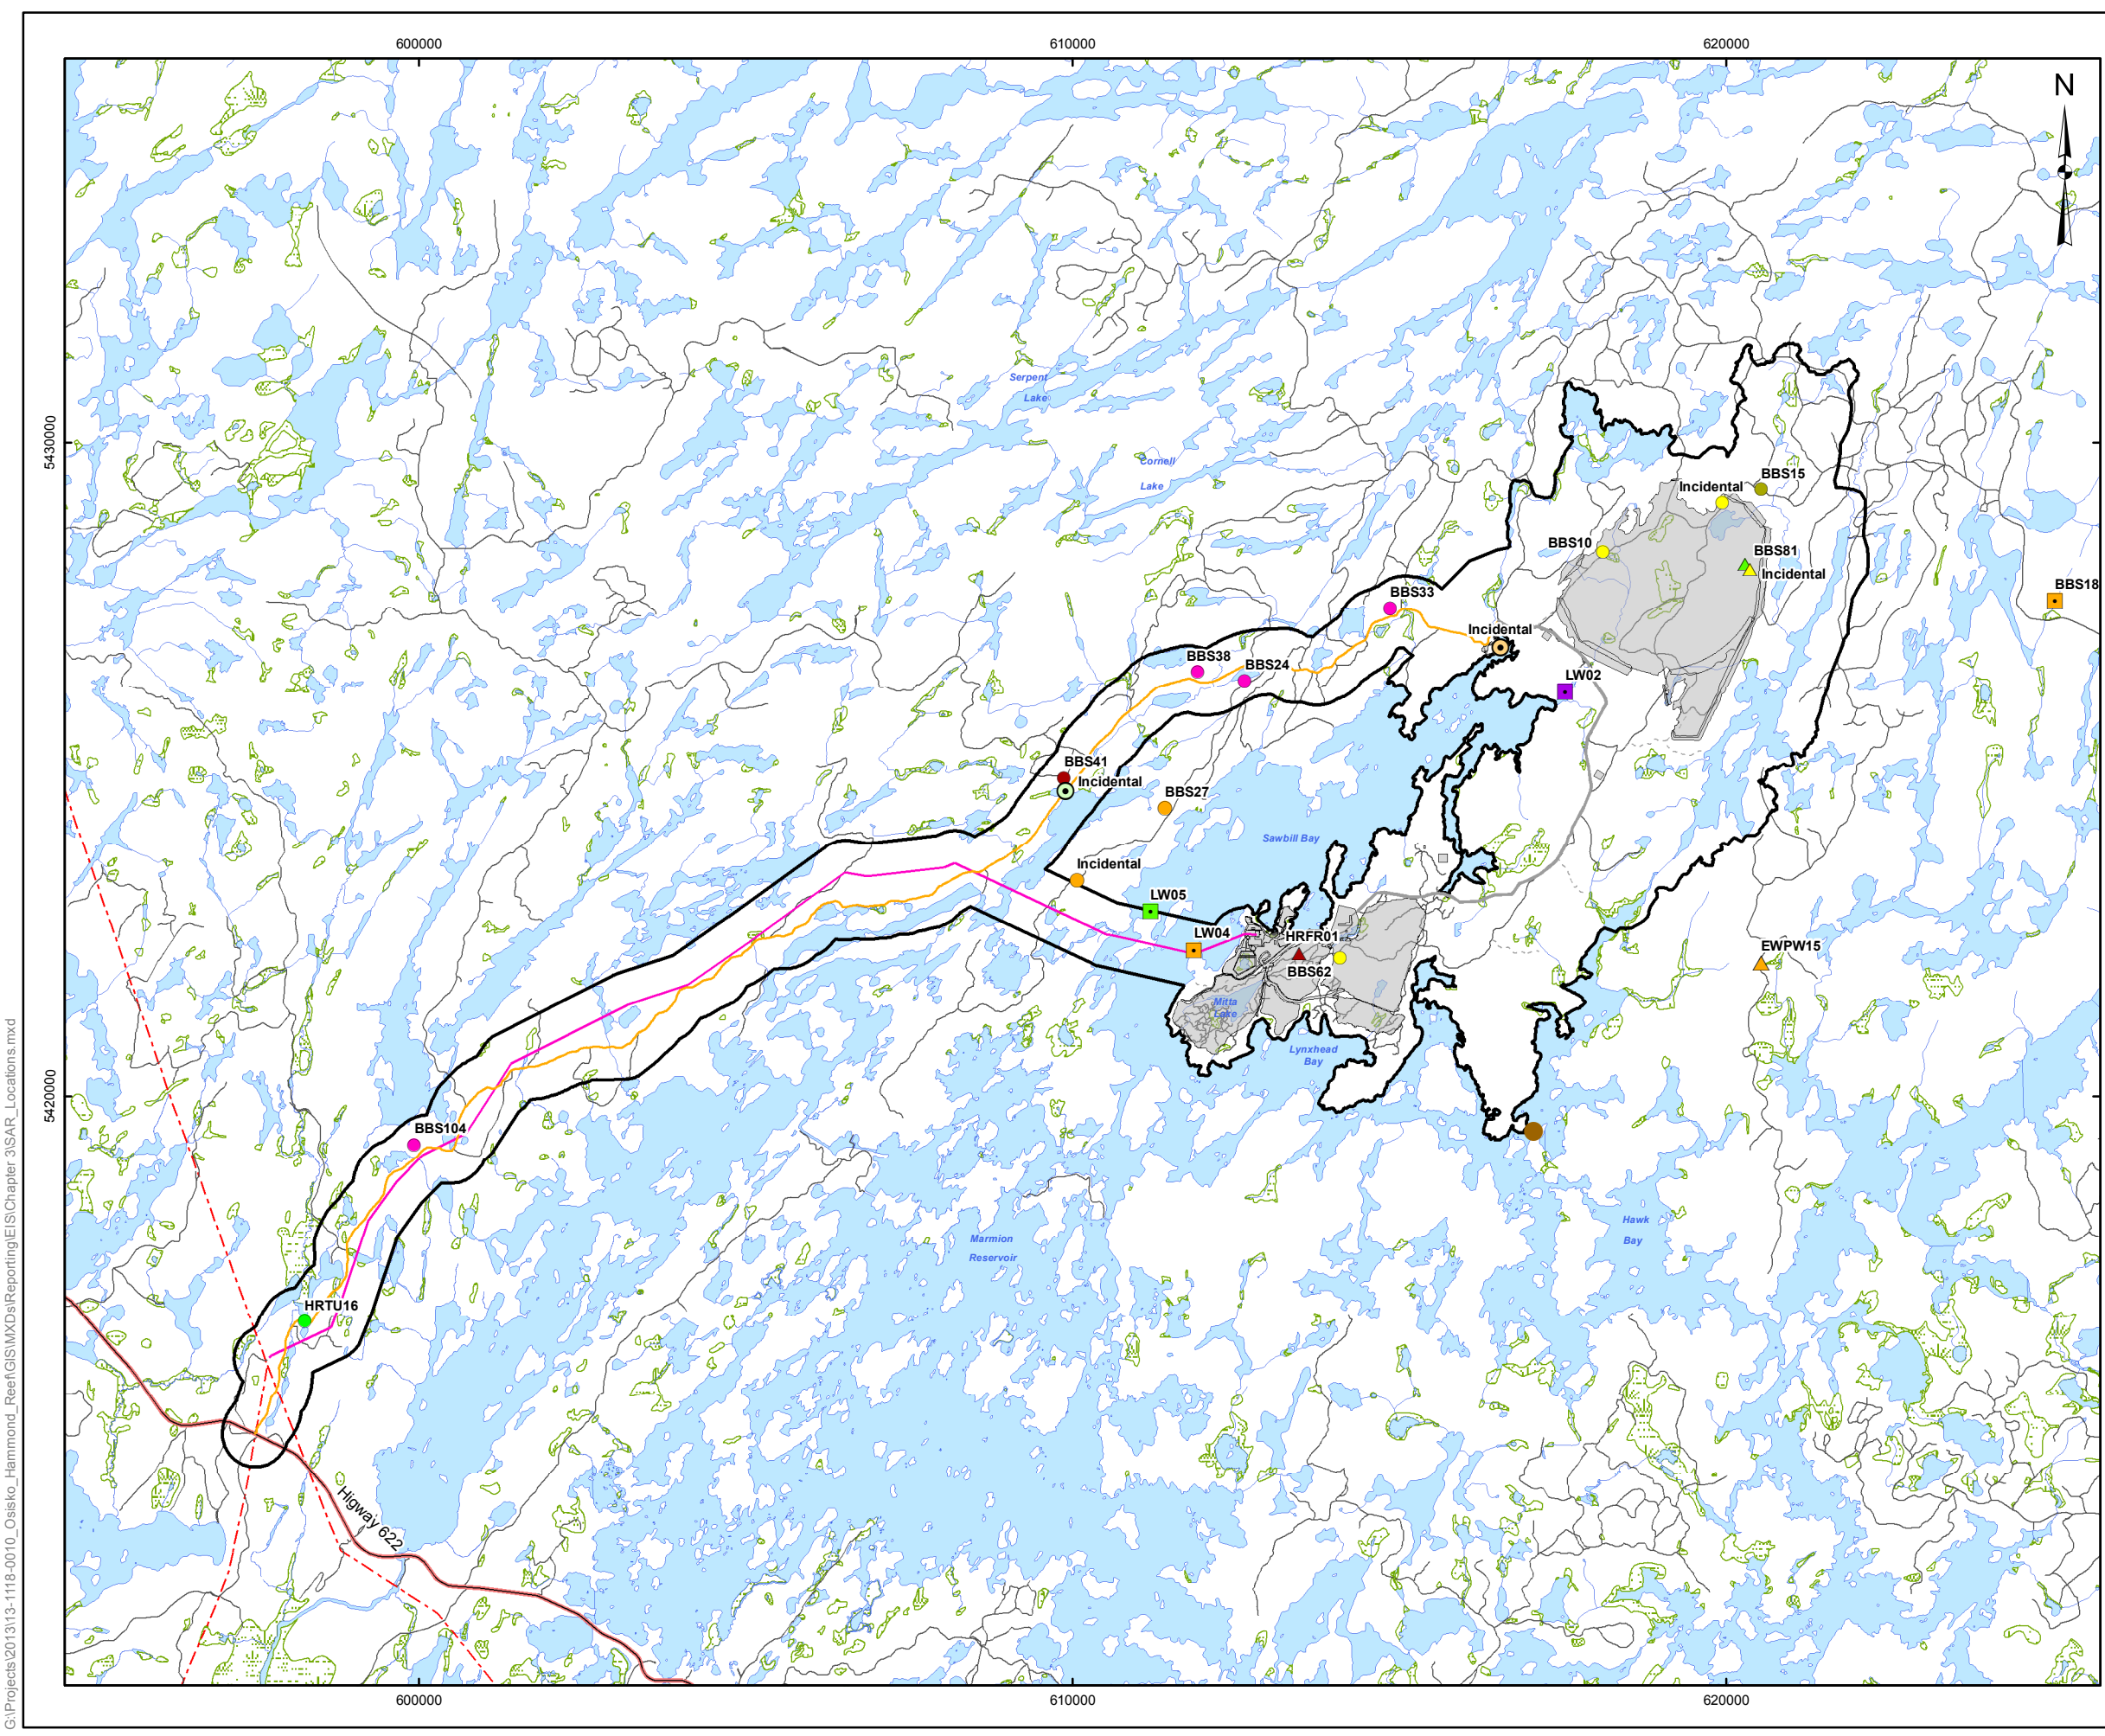 600000
610000
620000
N
Serpent
Lake
5430000
Cornell
Lake
BBS15
Incidental
BBS10
BBS81
Incidental
BBS18
BBS33
Incidental
BBS38
BBS24
LW02
BBS41
Incidental
BBS27
Sawbill Bay
Incidental
LW05
LW04
HRFR01
EWPW15
BBS62
Mitta
Lake
Lynxhead
Bay
5420000
BBS104
Hawk
Bay
Marmion
Reservoir
HRTU16
Higway 622
600000
610000
620000
G:\Projects\2013\13-1118-0010_Osisko_Hammond_Reef\GIS\MXDs\Reporting\EIS\Chapter 3\SAR_Locations.mxd